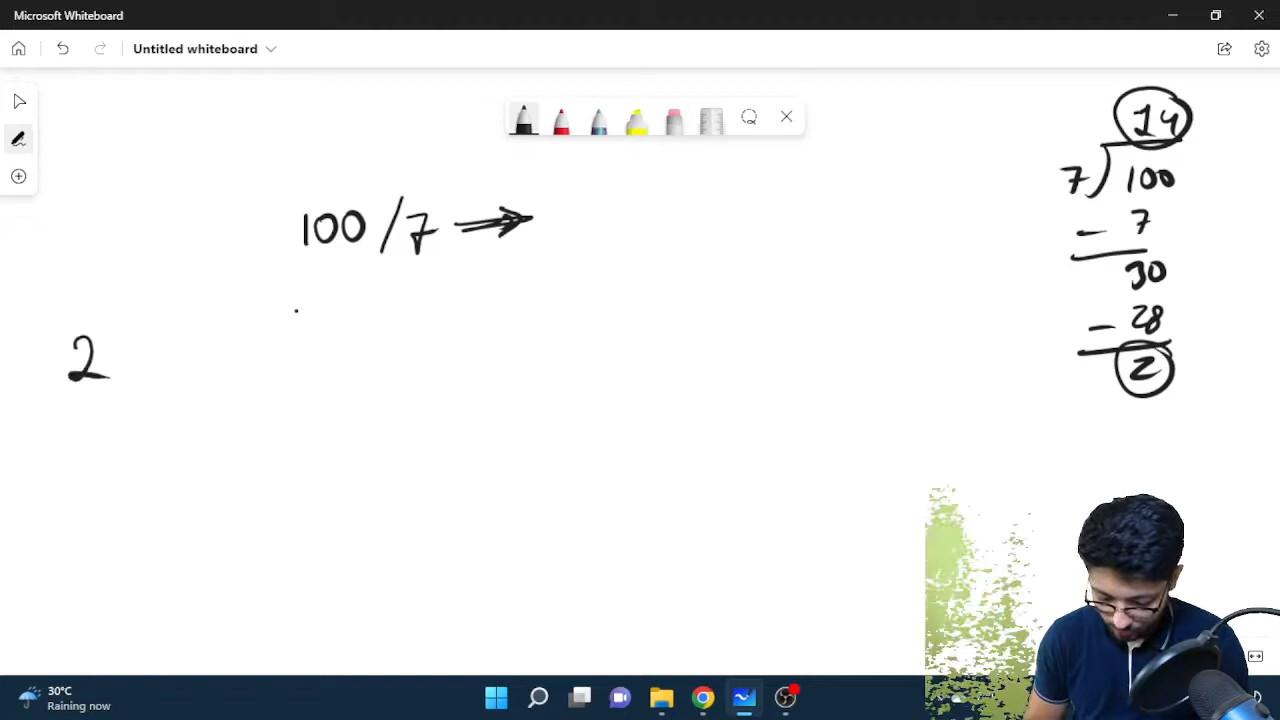 Microsoft Whiteboard
Untitled whiteboard
100/7 ⇒
2
14
7) 100
- 7
30
- 28
2
30°C
Raining now